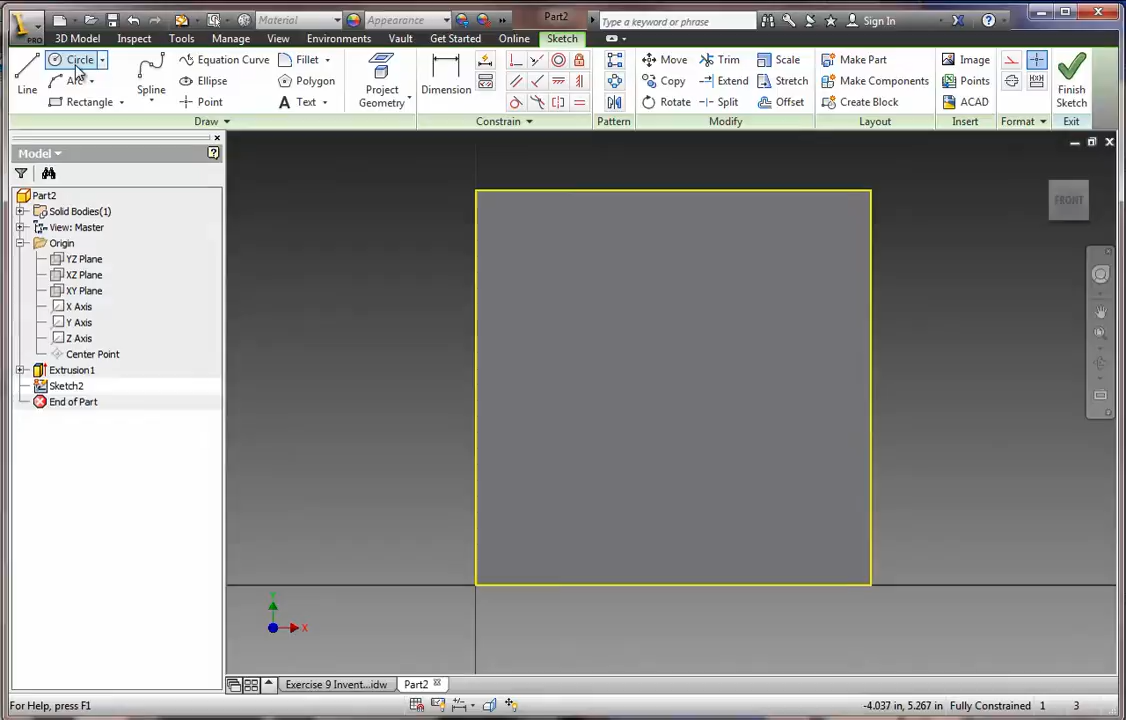 Material
Appearance
Part2
Type a keyword or phrase
Sign In
PRO
3D Model
Inspect
Tools
Manage
View
Get Started
Environments
Vault
Online
Sketch
Line
Circle
Arc
Rectangle
Spline
Equation Curve
Ellipse
Point
Fillet
Polygon
Text
Project
Geometry
Dimension
Move
Copy
Rotate
Trim
Extend
Split
Scale
Stretch
Offset
Make Part
Make Components
Create Block
Image
Points
ACAD
Finish
Sketch
Draw
Constrain
Pattern
Modify
Layout
Insert
Format
Exit
Model
Part2
Solid Bodies(1)
View: Master
Origin
YZ Plane
XZ Plane
XY Plane
X Axis
Y Axis
Z Axis
Center Point
Extrusion1
Sketch2
End of Part
FRONT
X
Exercise 9 Invent...idw
Part2
For Help, press F1
-4.037 in, 5.267 in
Fully Constrained
1
3